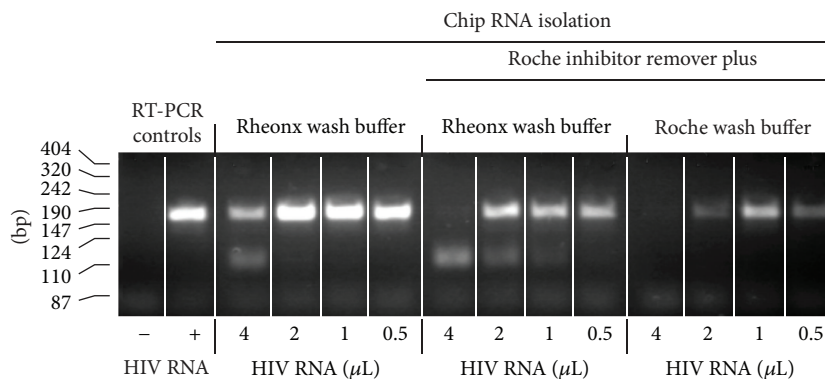 Chip RNA isolation
Roche inhibitor remover plus
RT-PCR
controls
Rheonx wash buffer
Rheonx wash buffer
Roche wash buffer
(bp)
404
320
242
190
147
124
110
87
− + 4 2 1 0.5 4 2 1 0.5 4 2 1 0.5
HIV RNA HIV RNA (μL) HIV RNA (μL) HIV RNA (μL)